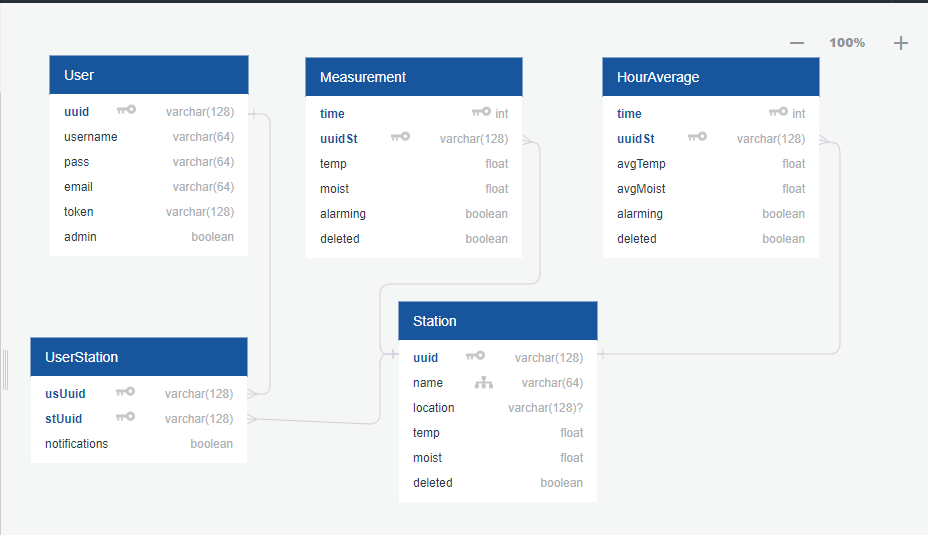 100%
User
uuid varchar(128)
username varchar(64)
pass varchar(64)
email varchar(64)
token varchar(128)
admin boolean
Measurement
time int
uuidSt varchar(128)
temp float
moist float
alarming boolean
deleted boolean
HourAverage
time int
uuidSt varchar(128)
avgTemp float
avgMoist float
alarming boolean
deleted boolean
UserStation
usUuid varchar(128)
stUuid varchar(128)
notifications boolean
Station
uuid varchar(128)
name varchar(64)
location varchar(128)?
temp float
moist float
deleted boolean